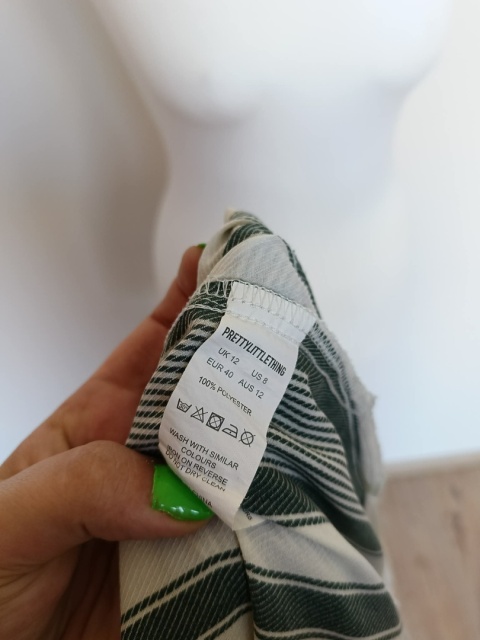 PRETTYLITTLETHING
UK 12 US 8
EUR 40 AUS 12
100% POLYESTER
WASH WITH SIMILAR
COLOURS
IRON ON REVERSE
DO NOT DRY CLEAN